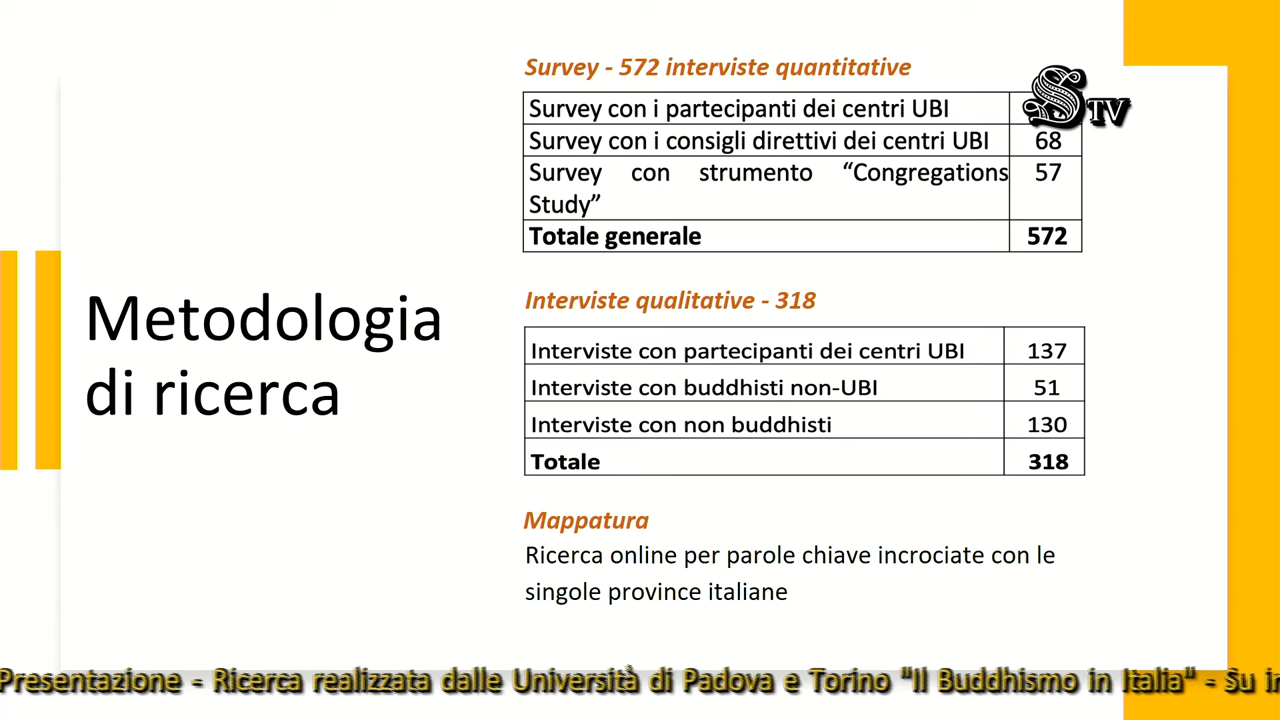 Survey - 572 interviste quantitative
Survey con i partecipanti dei centri UBI
S TV
Survey con i consigli direttivi dei centri UBI 68
Survey con strumento “Congregations 57
Study”
Totale generale 572
Interviste qualitative - 318
Metodologia
di ricerca
Interviste con partecipanti dei centri UBI 137
Interviste con buddhisti non-UBI 51
Interviste con non buddhisti 130
Totale 318
Mappatura
Ricerca online per parole chiave incrociate con le
singole province italiane
Presentazione - Ricerca realizzata dalle Università di Padova e Torino "Il Buddhismo in Italia" - Su